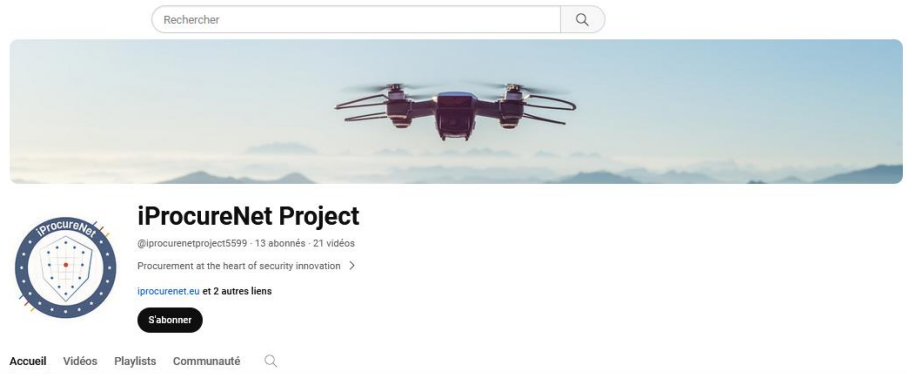 Rechercher
iProcureNet
iProcureNet Project
@iprocurenetproject5599 · 13 abonnés · 21 vidéos
Procurement at the heart of security innovation
iprocurenet.eu et 2 autres liens
S'abonner
Accueil Vidéos Playlists Communauté